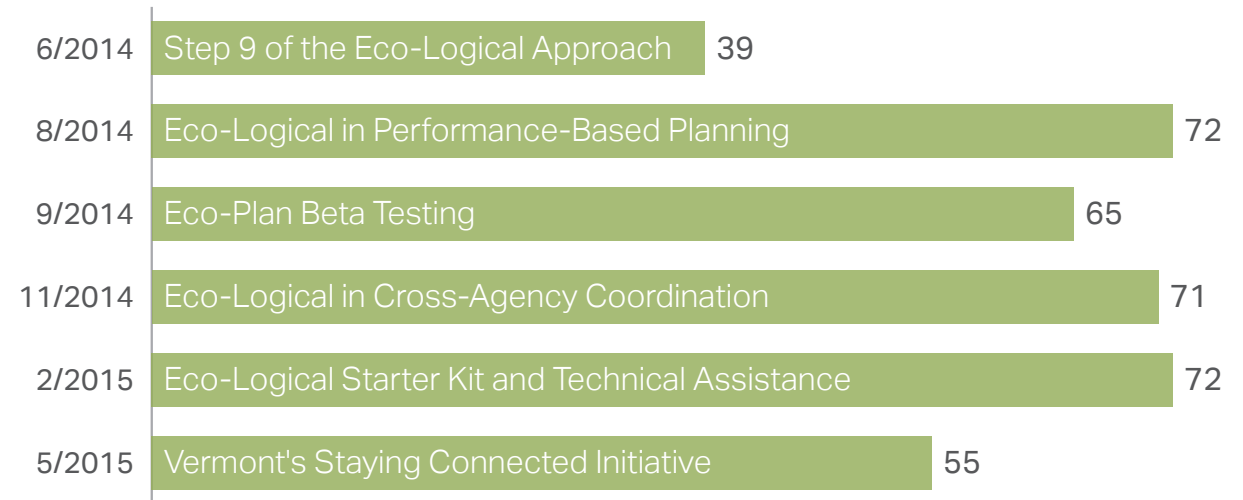 6/2014 Step 9 of the Eco-Logical Approach 39
8/2014 Eco-Logical in Performance-Based Planning 72
9/2014 Eco-Plan Beta Testing 65
11/2014 Eco-Logical in Cross-Agency Coordination 71
2/2015 Eco-Logical Starter Kit and Technical Assistance 72
5/2015 Vermont's Staying Connected Initiative 55